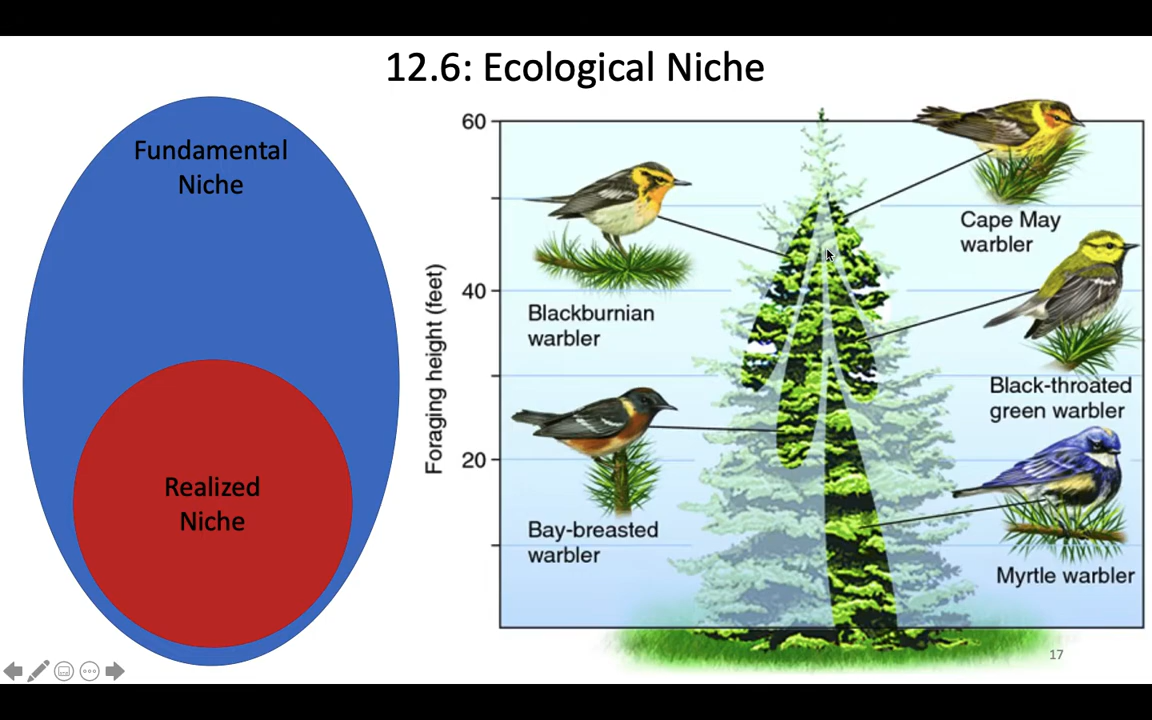 12.6: Ecological Niche
Fundamental
Niche
Realized
Niche
Foraging height (feet)
60
40
20
Blackburnian
warbler
Bay-breasted
warbler
Cape May
warbler
Black-throated
green warbler
Myrtle warbler
17